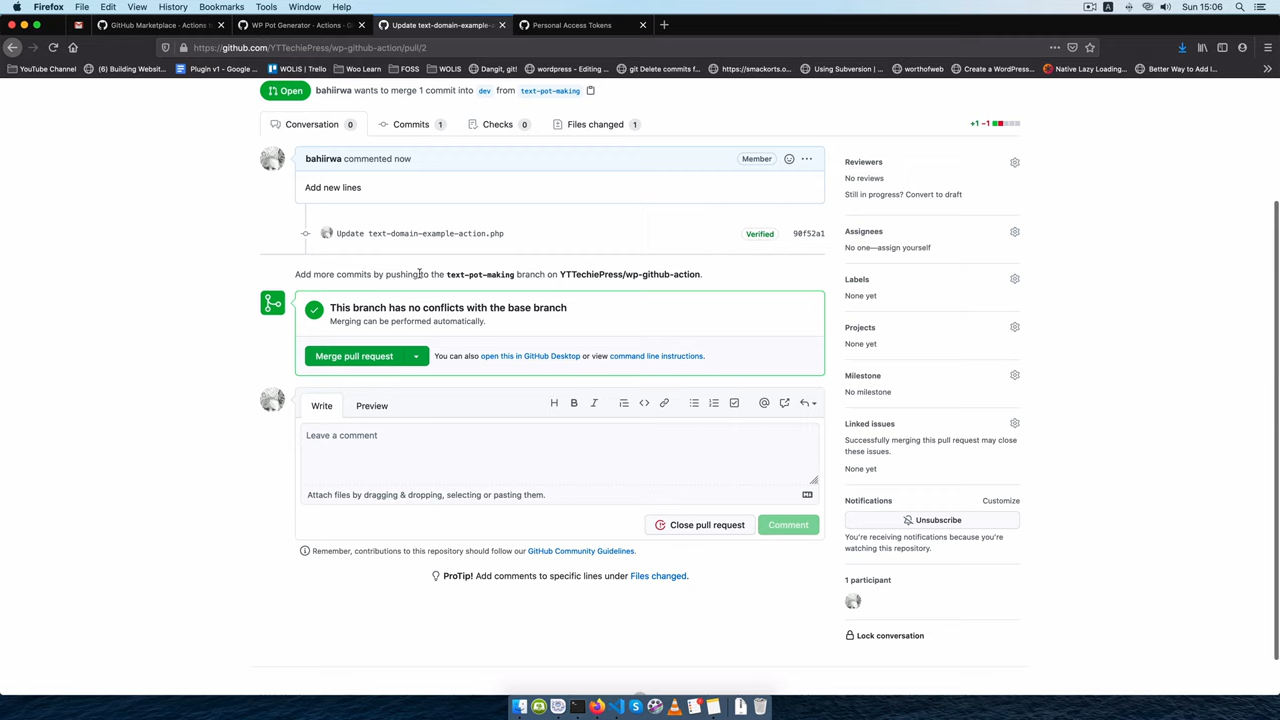 Firefox File Edit View History Bookmarks Tools Window Help Sun 15:06
GitHub Marketplace - Actions to WP Pot Generator - Actions - G Update text-domain-example-a Personal Access Tokens
https://github.com/YTTechiePress/wp-github-action/pull/2
YouTube Channel (6) Building Websit... Plugin v1 - Google ... WOLIS | Trello Woo Learn FOSS WOLIS Dangit, git! wordpress - Editing ... git Delete commits f... https://smackorts.c... Using Subversion | ... worthofweb Create a WordPress... Native Lazy Loading... Better Way to Add I...
Open bahiirwa wants to merge 1 commit into dev from text-pot-making
Conversation 0 Commits 1 Checks 0 Files changed 1 +1 −1
bahiirwa commented now Member
Add new lines
Update text-domain-example-action.php Verified 90f52a1
Add more commits by pushing to the text-pot-making branch on YTTechiePress/wp-github-action.
This branch has no conflicts with the base branch
Merging can be performed automatically.
Merge pull request You can also open this in GitHub Desktop or view command line instructions.
Write Preview
Leave a comment
Attach files by dragging & dropping, selecting or pasting them.
Close pull request Comment
Remember, contributions to this repository should follow our GitHub Community Guidelines.
ProTip! Add comments to specific lines under Files changed.
Reviewers
No reviews
Still in progress? Convert to draft
Assignees
No one—assign yourself
Labels
None yet
Projects
None yet
Milestone
No milestone
Linked issues
Successfully merging this pull request may close
these issues.
None yet
Notifications Customize
Unsubscribe
You're receiving notifications because you're
watching this repository.
1 participant
Lock conversation